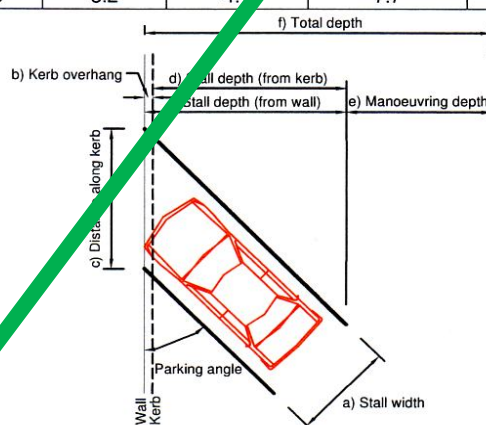 f) Total depth
b) Kerb overhang
d) Stall depth (from kerb)
Stall depth (from wall)
e) Manoeuvring depth
c) Distance along kerb
Parking angle
a) Stall width
Wall
Kerb